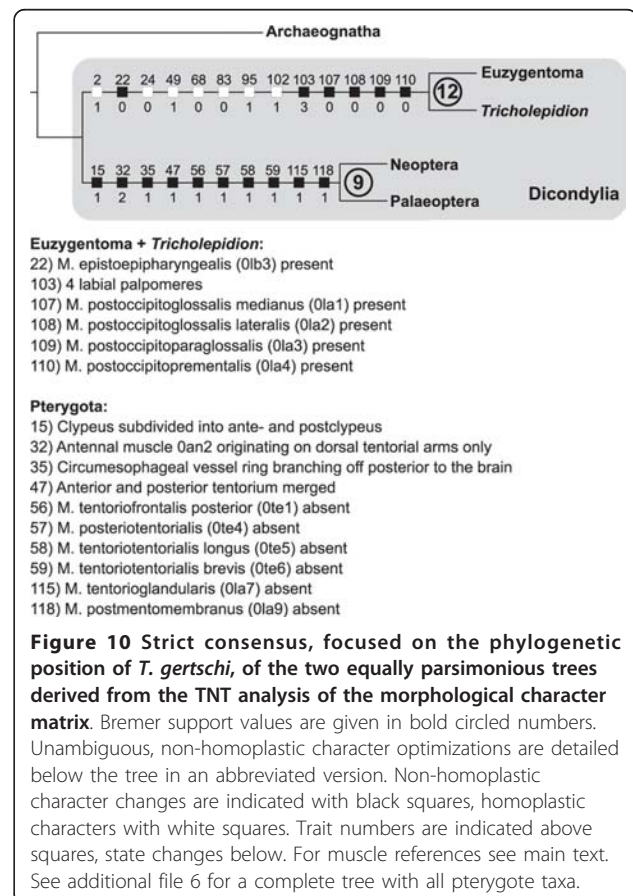 Archaeognatha
2 22 24 49 68 83 95 102 103 107 108 109 110
Euzygentoma
12
1 0 0 1 0 0 1 1 3 0 0 0 0
Tricholepidion
15 32 35 47 56 57 58 59 115 118
Neoptera
9
1 2 1 1 1 1 1 1 1 1
Palaeoptera
Dicondylia
Euzygentoma + Tricholepidion:
22) M. epistoepipharyngealis (0lb3) present
103) 4 labial palpomeres
107) M. postoccipitoglossalis medianus (0la1) present
108) M. postoccipitoglossalis lateralis (0la2) present
109) M. postoccipitoparaglossalis (0la3) present
110) M. postoccipitoprementalis (0la4) present
Pterygota:
15) Clypeus subdivided into ante- and postclypeus
32) Antennal muscle 0an2 originating on dorsal tentorial arms only
35) Circumesophageal vessel ring branching off posterior to the brain
47) Anterior and posterior tentorium merged
56) M. tentoriofrontalis posterior (0te1) absent
57) M. posteriotentorialis (0te4) absent
58) M. tentoriotentorialis longus (0te5) absent
59) M. tentoriotentorialis brevis (0te6) absent
115) M. tentorioglandularis (0la7) absent
118) M. postmentomembranus (0la9) absent
Figure 10 Strict consensus, focused on the phylogenetic
position of T. gertschi, of the two equally parsimonious trees
derived from the TNT analysis of the morphological character
matrix. Bremer support values are given in bold circled numbers.
Unambiguous, non-homoplastic character optimizations are detailed
below the tree in an abbreviated version. Non-homoplastic
character changes are indicated with black squares, homoplastic
characters with white squares. Trait numbers are indicated above
squares, state changes below. For muscle references see main text.
See additional file 6 for a complete tree with all pterygote taxa.